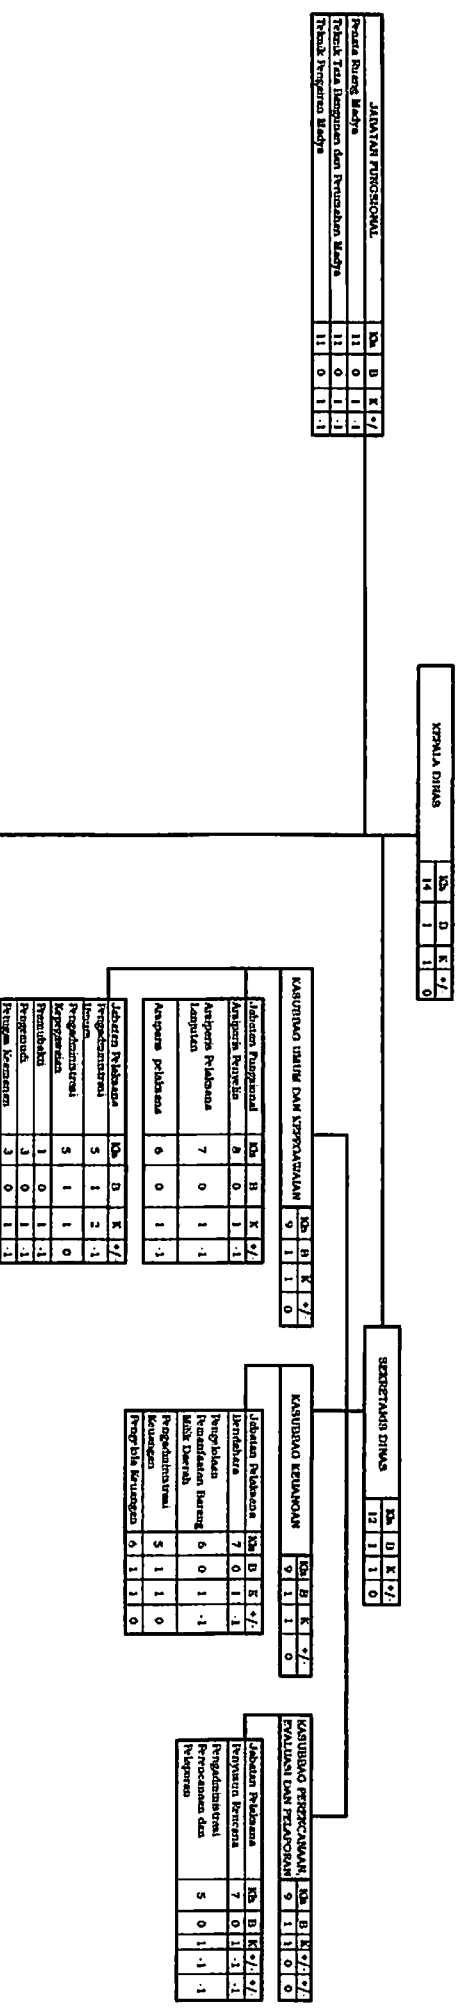 KEPALA DINAS Kls B K +/-
14 1 1 0
JABATAN FUNGSIONAL Kls B K +/-
Penata Ruang Madya 11 0 1 -1
Teknik Tata Bangunan dan Perumahan Madya 11 0 1 -1
Teknik Pengairan Madya 11 0 1 -1
SEKRETARIS DINAS Kls B K +/-
12 1 1 0
KASUBBAG UMUM DAN KEPEGAWAIAN Kls B K +/-
9 1 1 0
Jabatan Fungsional Kls B K +/-
Arsiparis Penyelia 8 0 1 -1
Arsiparis Pelaksana
Lanjutan 7 0 1 -1
Arsiparis pelaksana 6 0 1 -1
Jabatan Pelaksana Kls B K +/-
Pengadministrasi
Umum 5 1 2 -1
Pengadministrasi
Kepegawaian 5 1 1 0
Pramubakti 1 0 1 -1
Pengemudi 3 0 1 -1
Petugas Keamanan 3 0 1 -1
KASUBBAG KEUANGAN Kls B K +/-
9 1 1 0
Jabatan Pelaksana Kls B K +/-
Bendahara 7 0 1 -1
Pengelolaan
Pemanfaatan Barang
Milik Daerah 6 0 1 -1
Pengadministrasi
Keuangan 5 1 1 0
Pengelola Keuangan 6 1 1 0
KASUBBAG PERENCANAAN, Kls B K +/- +/-
EVALUASI DAN PELAPORAN 9 1 1 0 0
Jabatan Pelaksana Kls B K +/- +/-
Penyusun Rencana 7 0 1 -1 -1
Pengadministrasi
Perencanaan dan
Pelaporan 5 0 1 -1 -1